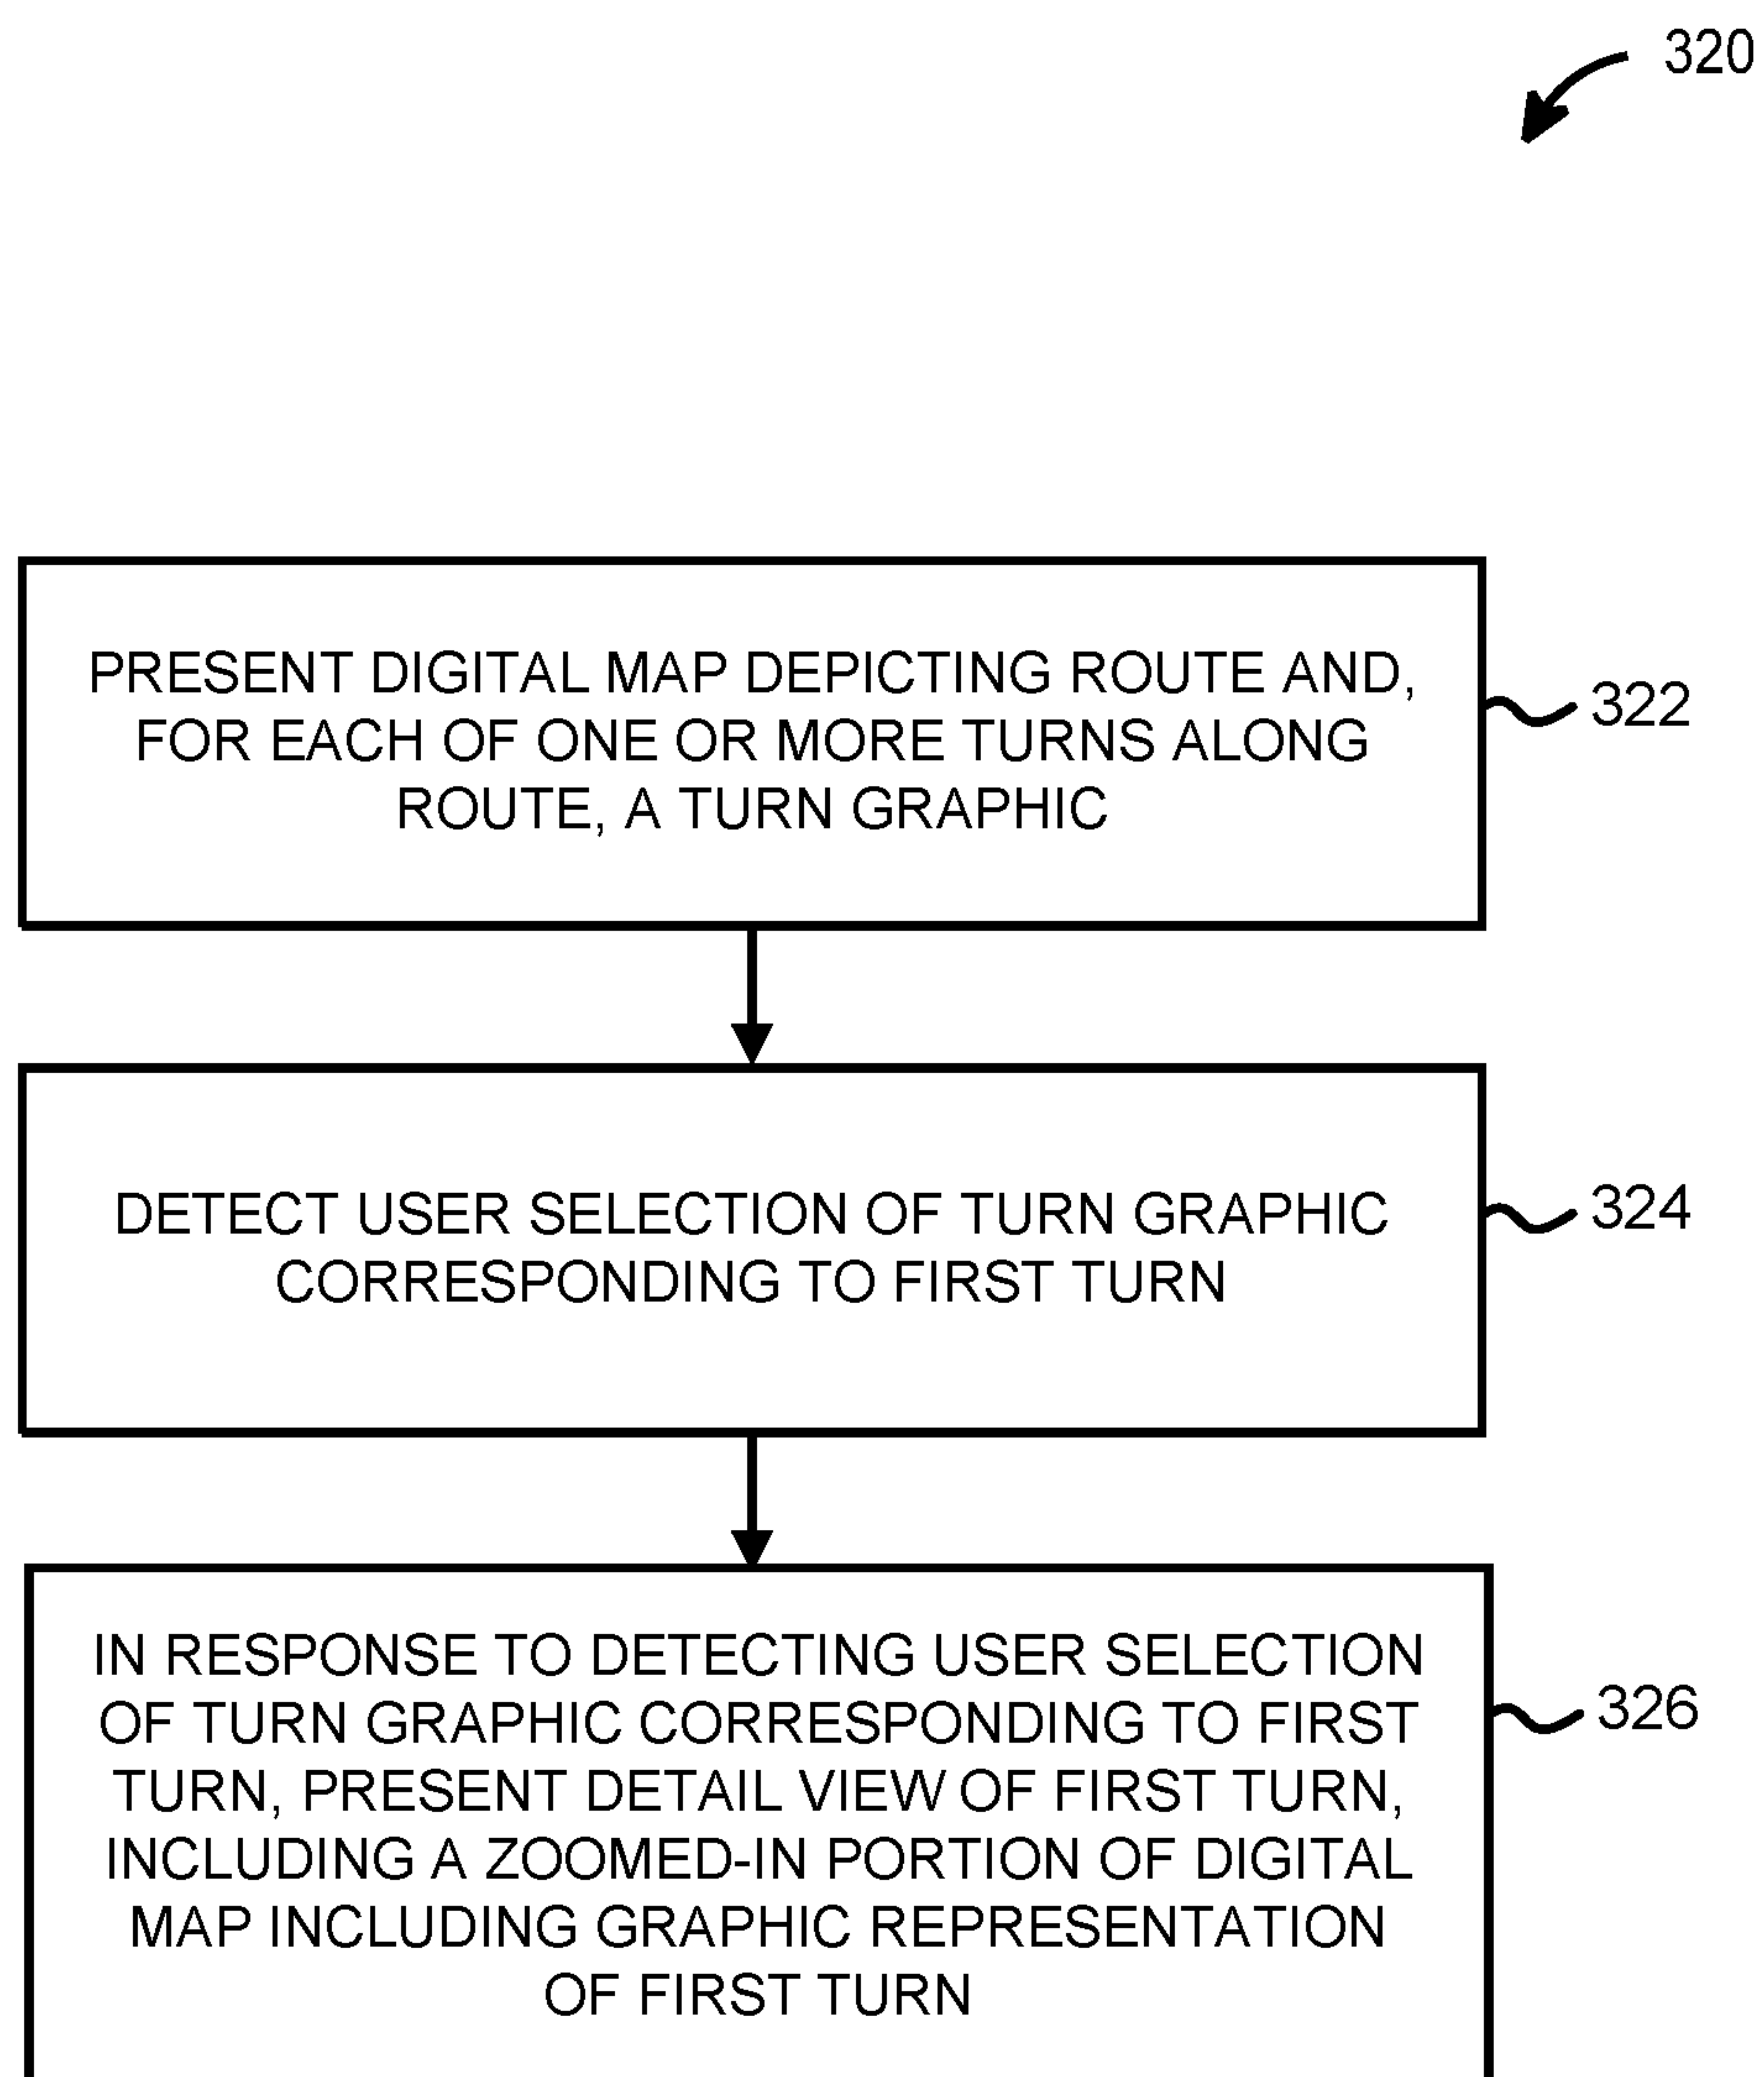 320
PRESENT DIGITAL MAP DEPICTING ROUTE AND,
FOR EACH OF ONE OR MORE TURNS ALONG
ROUTE, A TURN GRAPHIC
322
DETECT USER SELECTION OF TURN GRAPHIC
CORRESPONDING TO FIRST TURN
324
IN RESPONSE TO DETECTING USER SELECTION
OF TURN GRAPHIC CORRESPONDING TO FIRST
TURN, PRESENT DETAIL VIEW OF FIRST TURN,
INCLUDING A ZOOMED-IN PORTION OF DIGITAL
MAP INCLUDING GRAPHIC REPRESENTATION
OF FIRST TURN
326